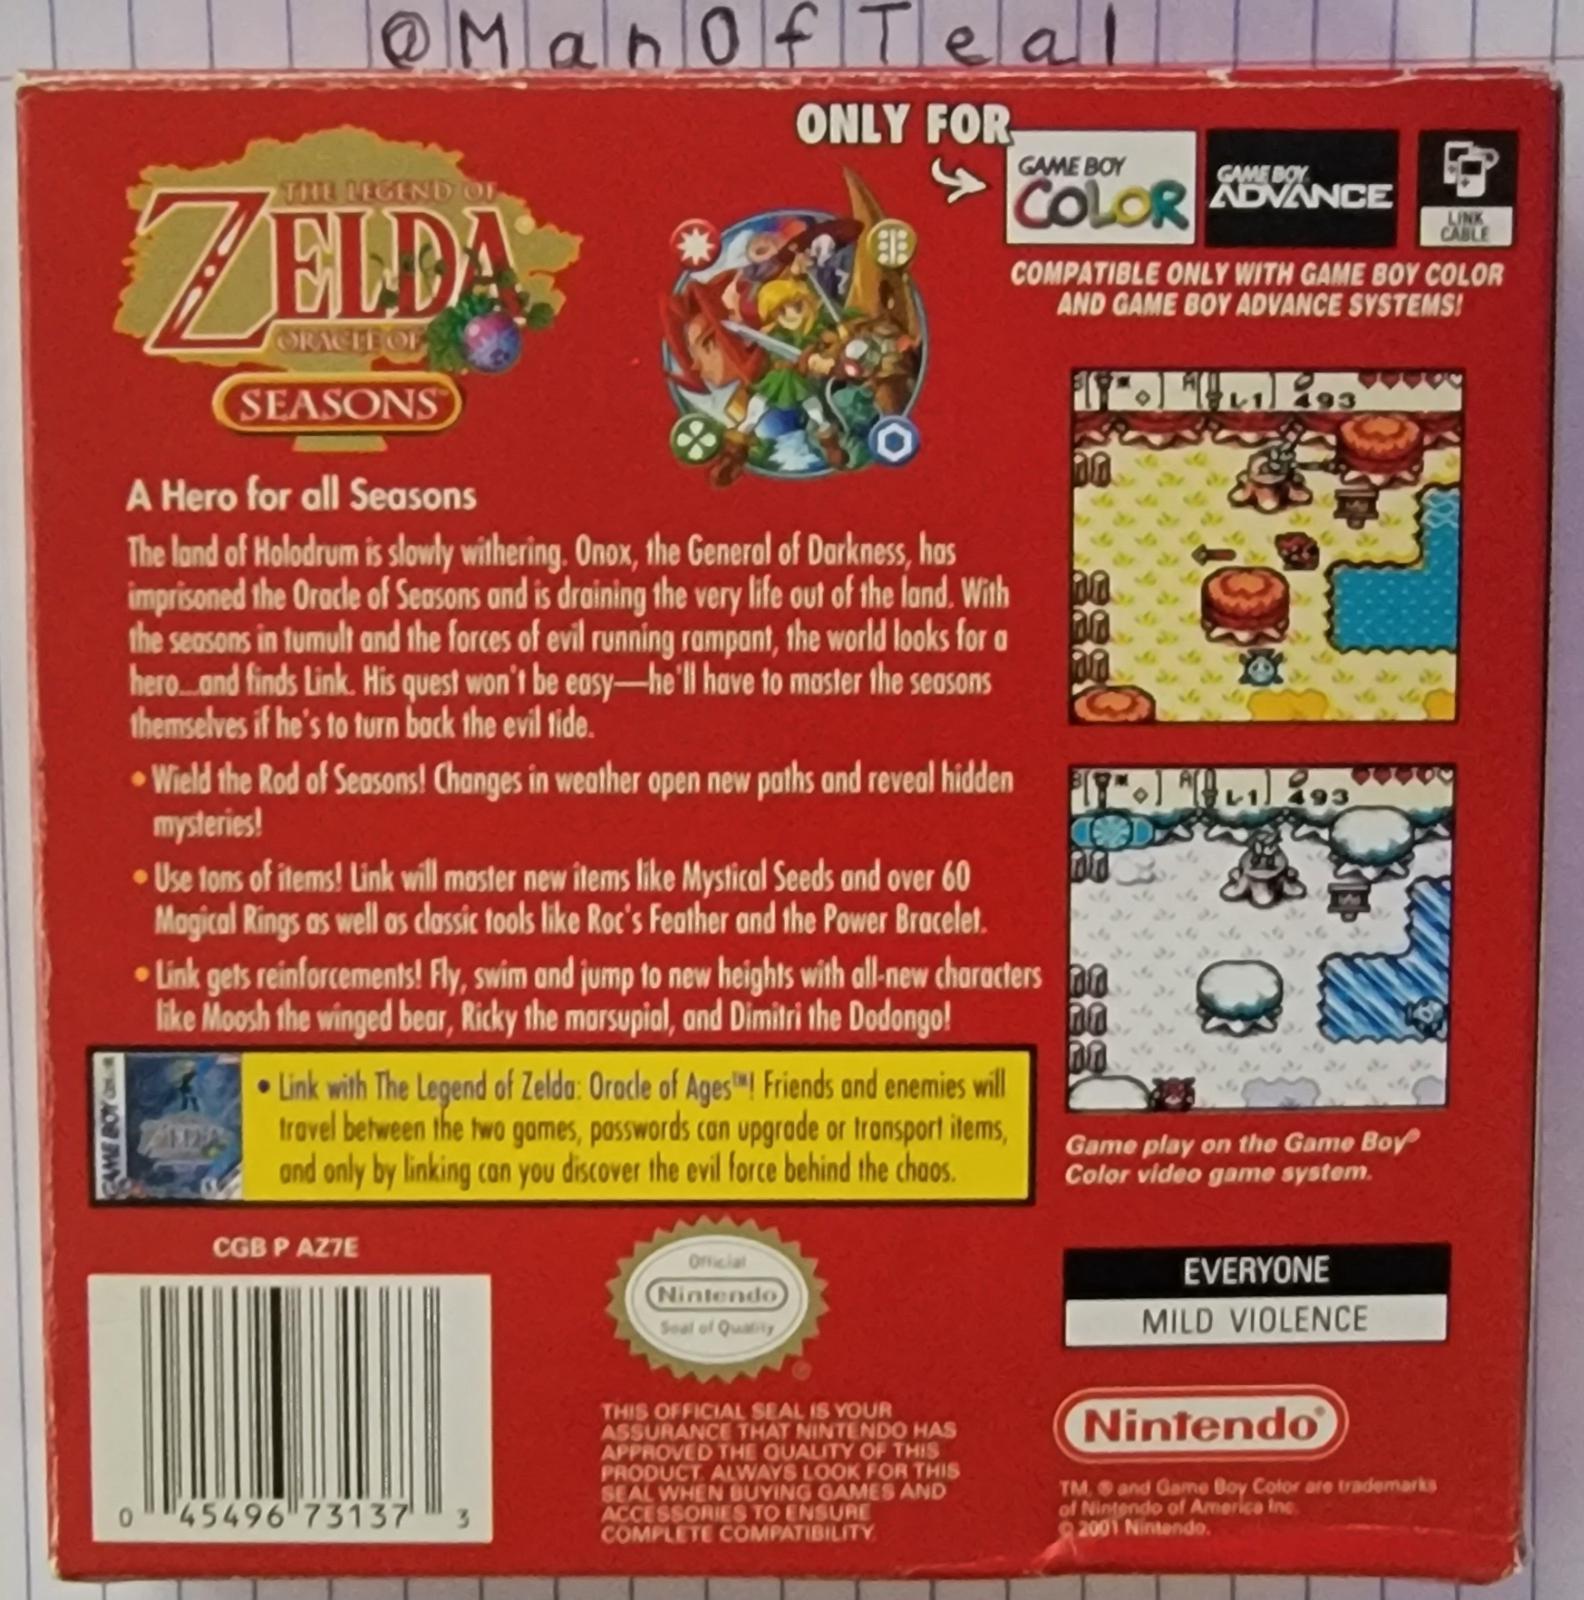 @ManOfTeal
ONLY FOR
GAME BOY
COLOR
GAME BOY
ADVANCE
LINK
CABLE
COMPATIBLE ONLY WITH GAME BOY COLOR
AND GAME BOY ADVANCE SYSTEMS!
THE LEGEND OF
ZELDA
ORACLE OF
SEASONS™
A Hero for all Seasons
The land of Holodrum is slowly withering. Onox, the General of Darkness, has
imprisoned the Oracle of Seasons and is draining the very life out of the land. With
the seasons in tumult and the forces of evil running rampant, the world looks for a
hero...and finds Link. His quest won't be easy—he'll have to master the seasons
themselves if he's to turn back the evil tide.
• Wield the Rod of Seasons! Changes in weather open new paths and reveal hidden
mysteries!
• Use tons of items! Link will master new items like Mystical Seeds and over 60
Magical Rings as well as classic tools like Roc's Feather and the Power Bracelet.
• Link gets reinforcements! Fly, swim and jump to new heights with all-new characters
like Moosh the winged bear, Ricky the marsupial, and Dimitri the Dodongo!
GAME BOY COLOR
ZELDA
• Link with The Legend of Zelda: Oracle of Ages™! Friends and enemies will
travel between the two games, passwords can upgrade or transport items,
and only by linking can you discover the evil force behind the chaos.
B A L-1 493
B A L-1 493
Game play on the Game Boy®
Color video game system.
CGB P AZ7E
0 45496 73137 3
Official
Nintendo
Seal of Quality
®
THIS OFFICIAL SEAL IS YOUR
ASSURANCE THAT NINTENDO HAS
APPROVED THE QUALITY OF THIS
PRODUCT. ALWAYS LOOK FOR THIS
SEAL WHEN BUYING GAMES AND
ACCESSORIES TO ENSURE
COMPLETE COMPATIBILITY.
EVERYONE
MILD VIOLENCE
Nintendo®
TM, ® and Game Boy Color are trademarks
of Nintendo of America Inc.
© 2001 Nintendo.